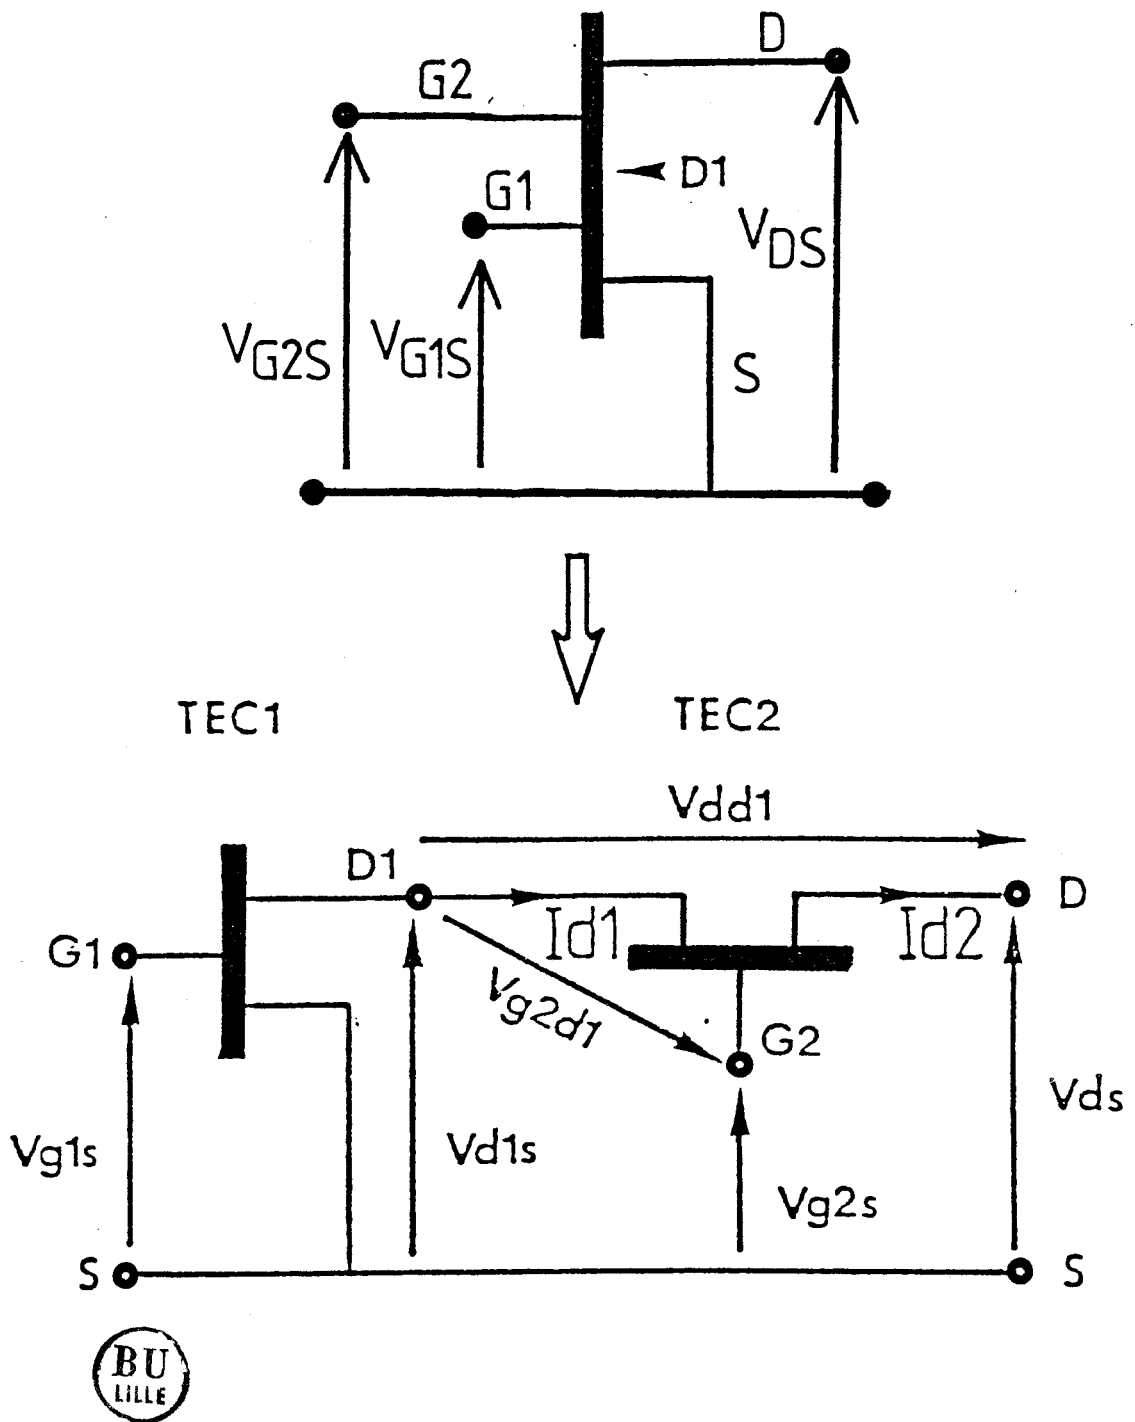 D
G2
D1
G1
VDS
VG2S
VG1S
S
TEC1
TEC2
Vdd1
D1
D
Id1
Id2
G1
Vg2d1
G2
Vds
Vg1s
Vd1s
Vg2s
S
S
BU
LILLE